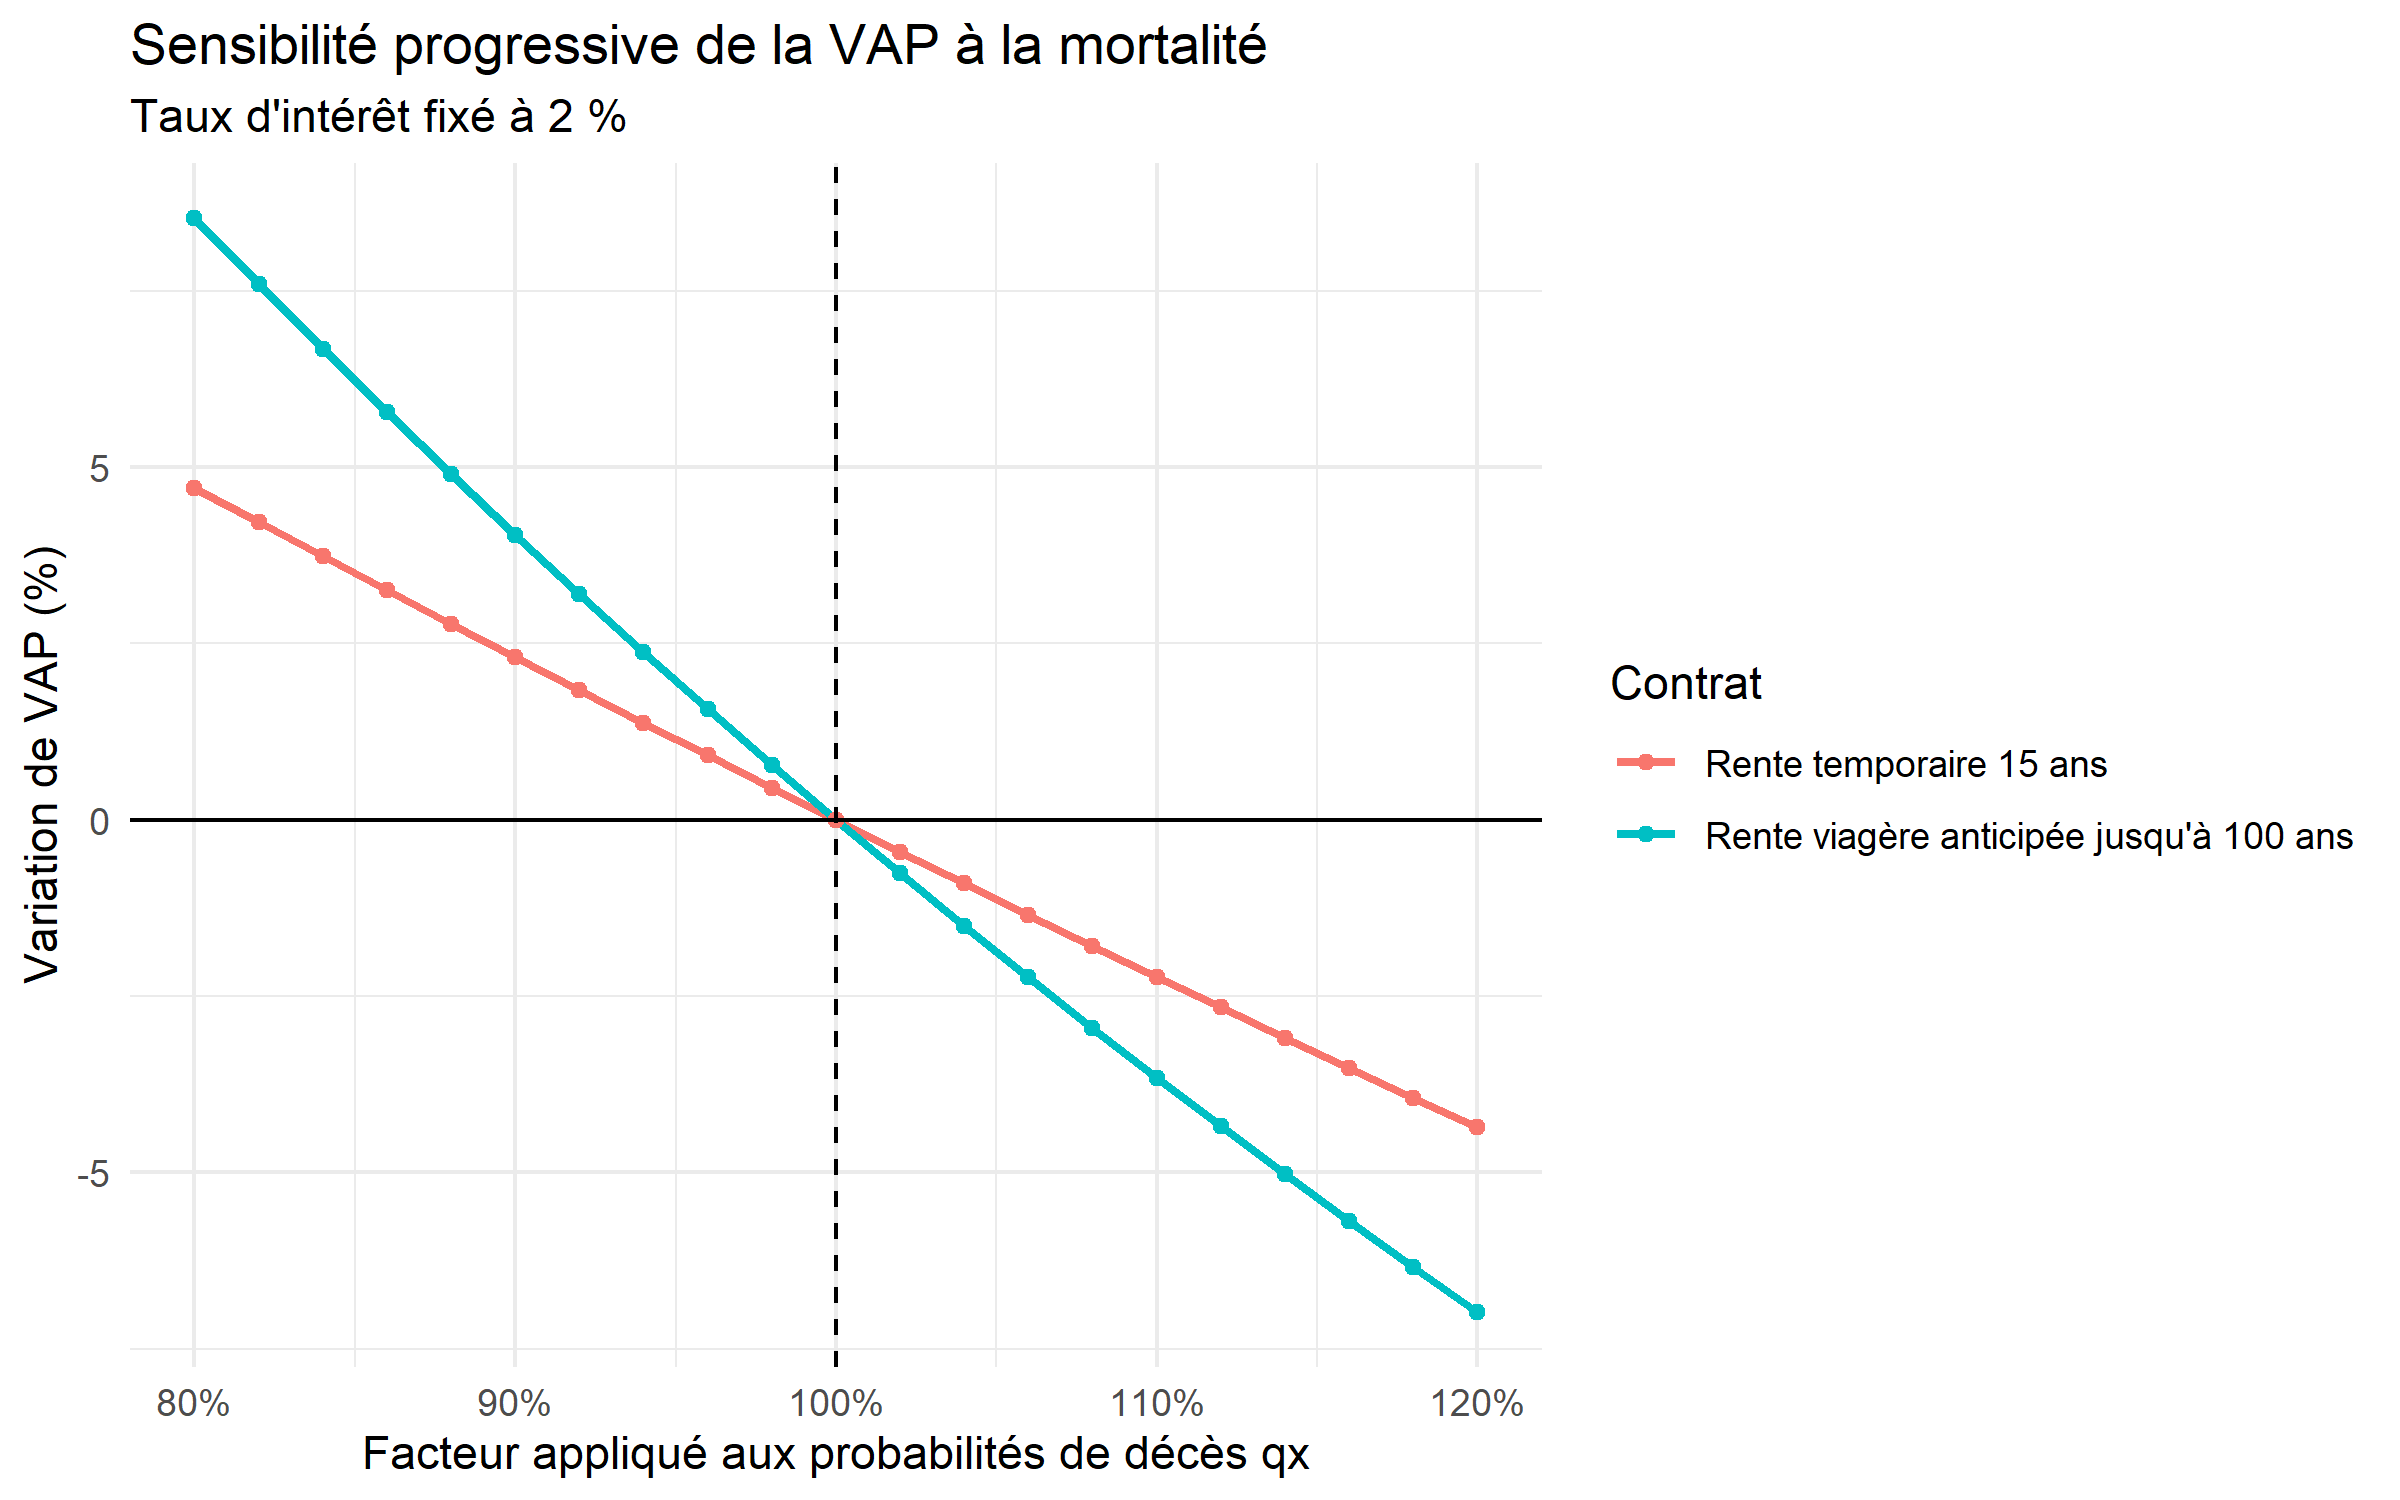 Sensibilité progressive de la VAP à la mortalité
Taux d'intérêt fixé à 2 %
Variation de VAP (%)
5
0
-5
80%
90%
100%
110%
120%
Facteur appliqué aux probabilités de décès qx
Contrat
Rente temporaire 15 ans
Rente viagère anticipée jusqu'à 100 ans